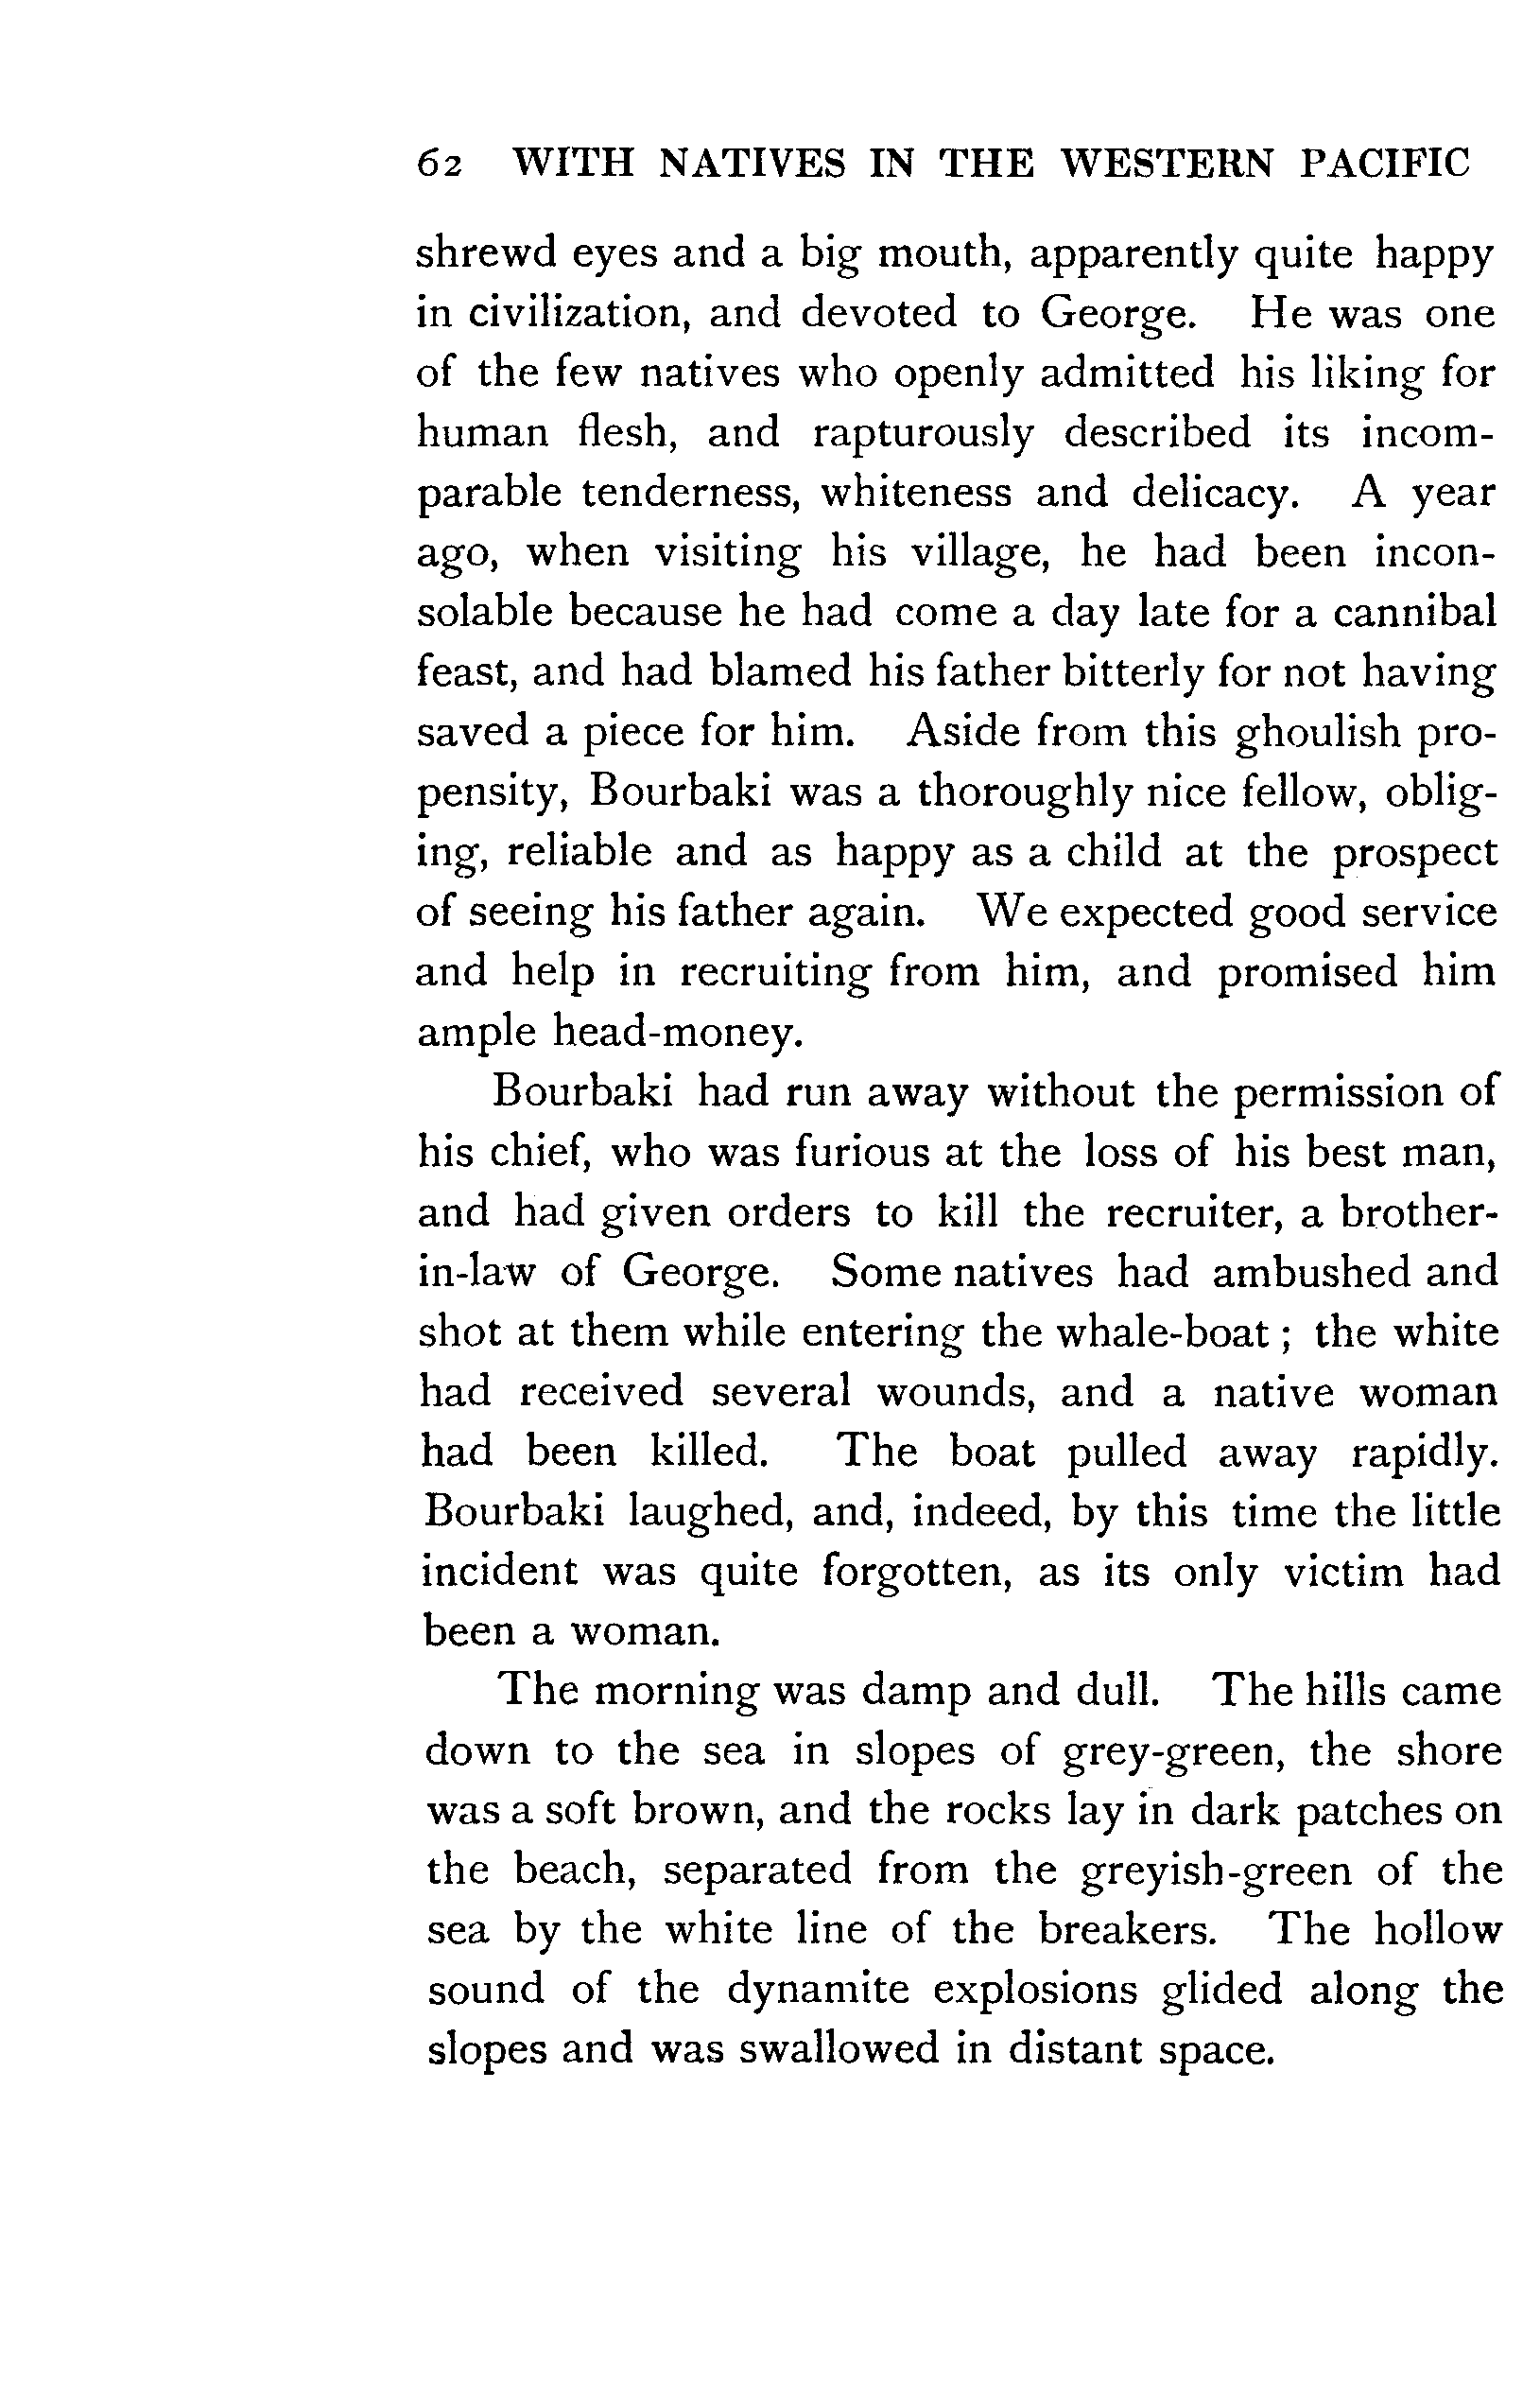 62 WITH NATIVES IN THE WESTERN PACIFIC
shrewd eyes and a big mouth, apparently quite happy
in civilization, and devoted to George. He was one
of the few natives who openly admitted his liking for
human flesh, and rapturously described its incom-
parable tenderness, whiteness and delicacy. A year
ago, when visiting his village, he had been incon-
solable because he had come a day late for a cannibal
feast, and had blamed his father bitterly for not having
saved a piece for him. Aside from this ghoulish pro-
pensity, Bourbaki was a thoroughly nice fellow, oblig-
ing, reliable and as happy as a child at the prospect
of seeing his father again. We expected good service
and help in recruiting from him, and promised him
ample head-money.
Bourbaki had run away without the permission of
his chief, who was furious at the loss of his best man,
and had given orders to kill the recruiter, a brother-
in-law of George. Some natives had ambushed and
shot at them while entering the whale-boat ; the white
had received several wounds, and a native woman
had been killed. The boat pulled away rapidly.
Bourbaki laughed, and, indeed, by this time the little
incident was quite forgotten, as its only victim had
been a woman.
The morning was damp and dull. The hills came
down to the sea in slopes of grey-green, the shore
was a soft brown, and the rocks lay in dark patches on
the beach, separated from the greyish-green of the
sea by the white line of the breakers. The hollow
sound of the dynamite explosions glided along the
slopes and was swallowed in distant space.